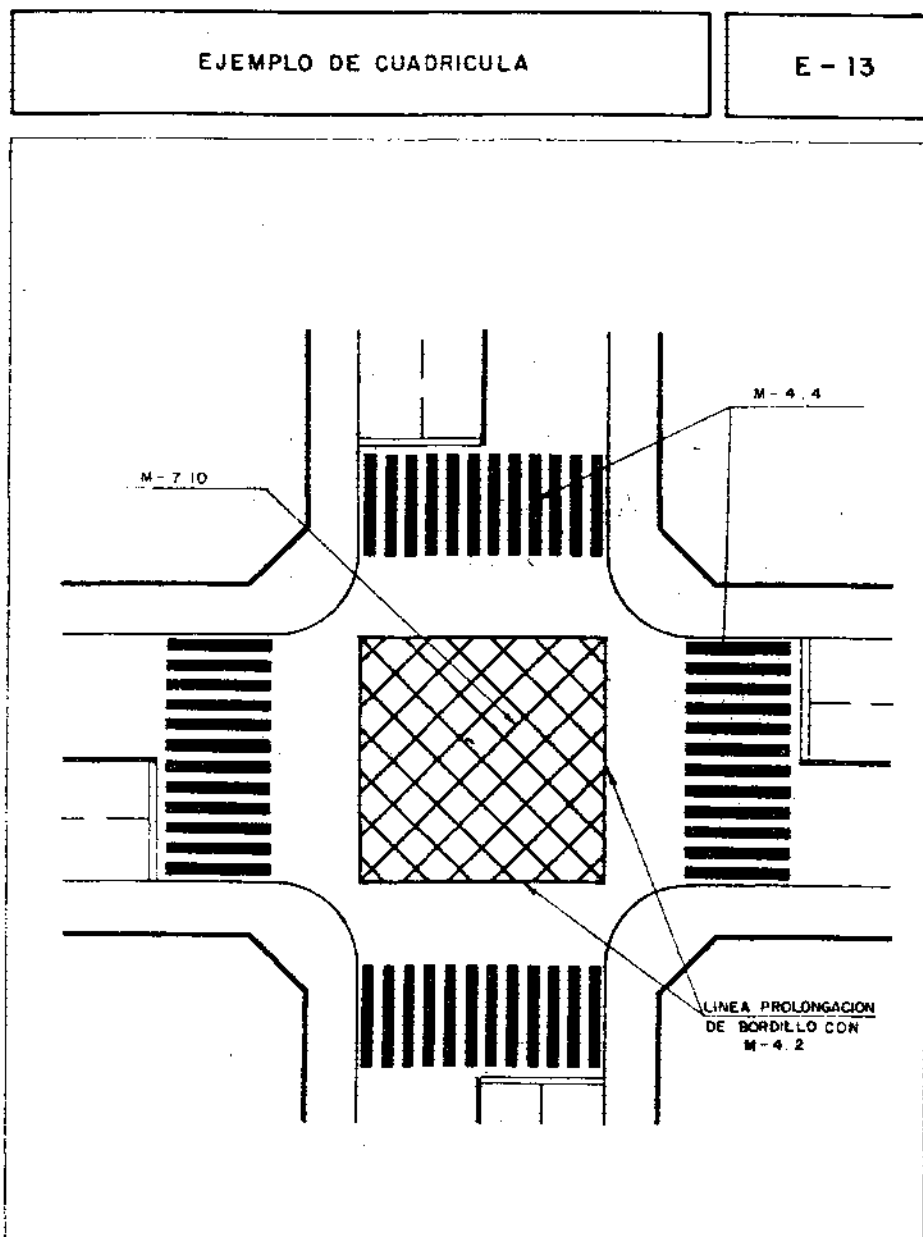 EJEMPLO DE CUADRICULA
E - 13
M - 4 . 4
M - 7 10
LINEA PROLONGACION
DE BORDILLO CON
M - 4 . 2